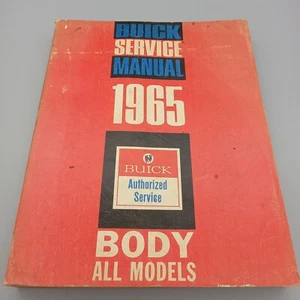 BUICK
SERVICE
MANUAL
1965
BUICK
Authorized
Service
BODY
ALL MODELS